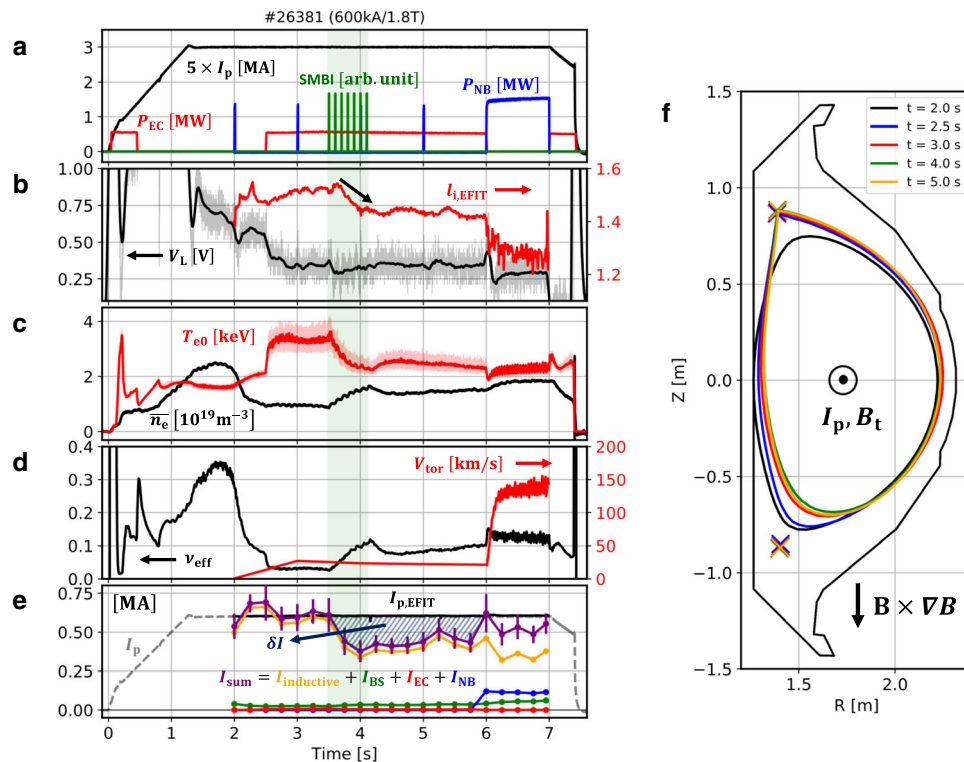 #26381 (600kA/1.8T)
a
3
2
1
0
5 × Ip [MA]
SMBI [arb. unit]
PNB [MW]
PEC [MW]
b
1.00
0.75
0.50
0.25
1.6
1.4
1.2
li,EFIT
VL [V]
c
4
2
0
Te0 [keV]
n̅e̅ [10¹⁹m⁻³]
d
0.4
0.3
0.2
0.1
0.0
200
150
100
50
0
Vtor [km/s]
νeff
e
0.75
0.50
0.25
0.00
[MA]
Ip,EFIT
Ip
δI
Isum = Iinductive + IBS + IEC + INB
0 1 2 3 4 5 6 7
Time [s]
f
t = 2.0 s
t = 2.5 s
t = 3.0 s
t = 4.0 s
t = 5.0 s
1.5
1.0
0.5
0.0
−0.5
−1.0
−1.5
Z [m]
Ip, Bt
B × ∇B
1.5 2.0
R [m]